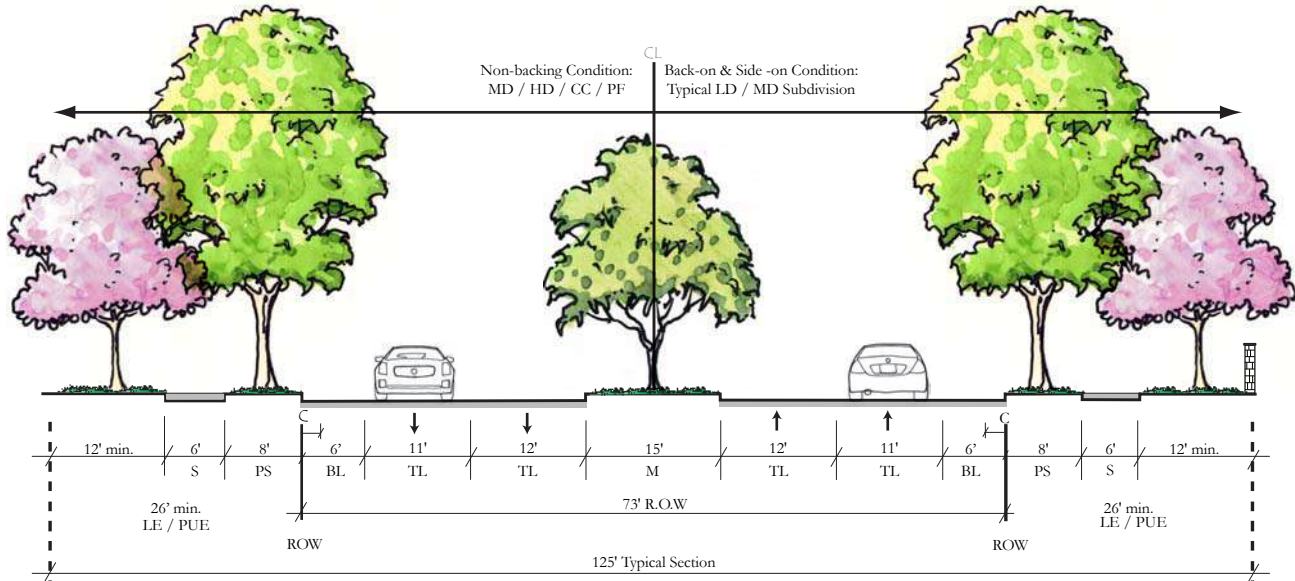 CL
Non-backing Condition:
MD / HD / CC / PF
Back-on & Side -on Condition:
Typical LD / MD Subdivision
C C
12' min. 6' 8' 6' 11' 12' 15' 12' 11' 6' 8' 6' 12' min.
S PS BL TL TL M TL TL BL PS S
26' min.
LE / PUE
73' R.O.W
26' min.
LE / PUE
ROW ROW
125' Typical Section